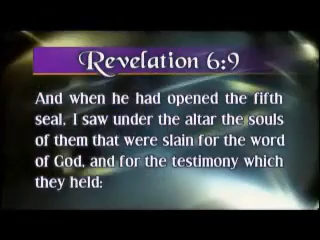 Revelation 6:9
And when he had opened the fifth
seal, I saw under the altar the souls
of them that were slain for the word
of God, and for the testimony which
they held: